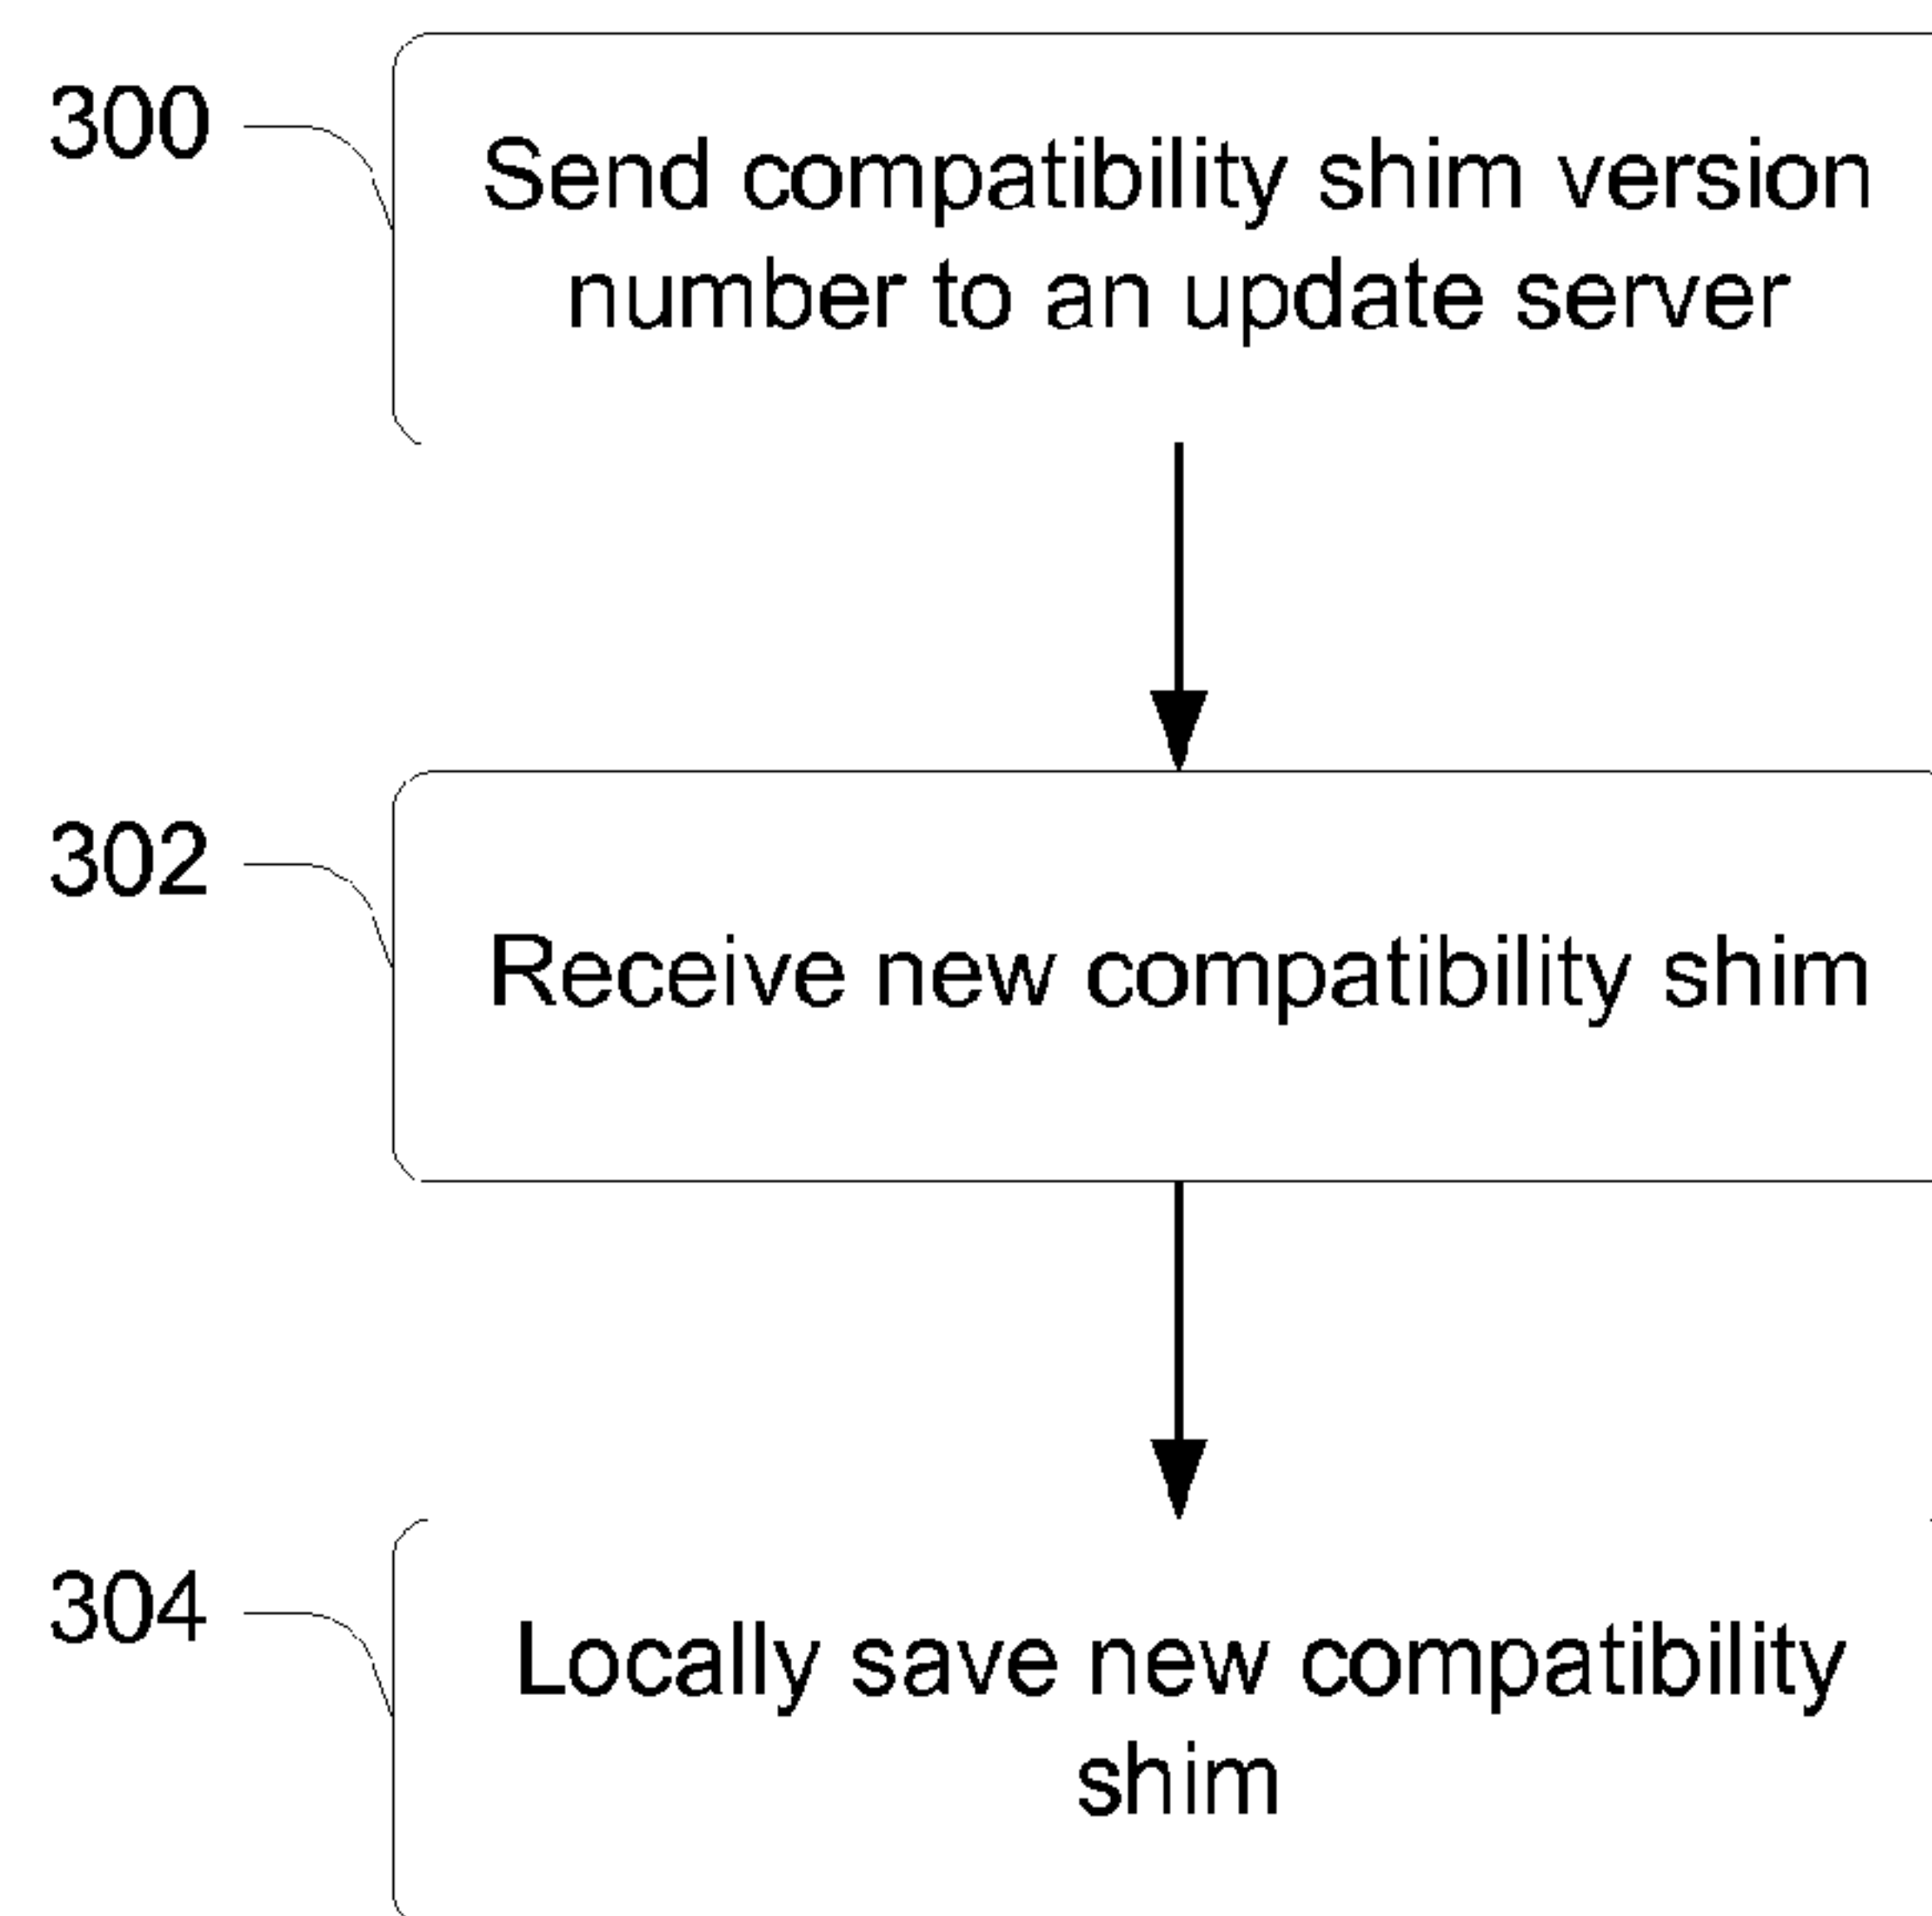 300
Send compatibility shim version
number to an update server
302
Receive new compatibility shim
304
Locally save new compatibility
shim